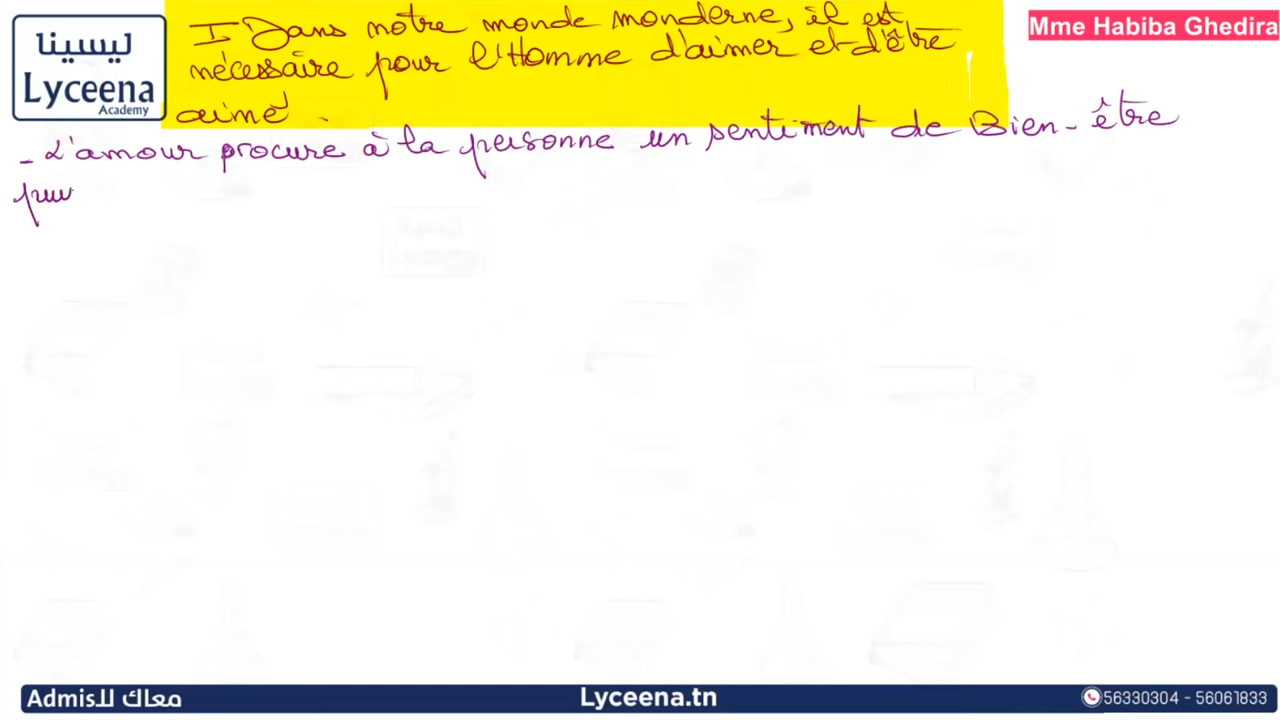 ليسينا
Lyceena
Academy
Mme Habiba Ghedira
I Dans notre monde monderne, il est
nécessaire pour l'Homme d'aimer et d'être
aimé.
- L'amour procure à la personne un sentiment de Bien-être
Admis معاك للـ
Lyceena.tn
56330304 - 56061833